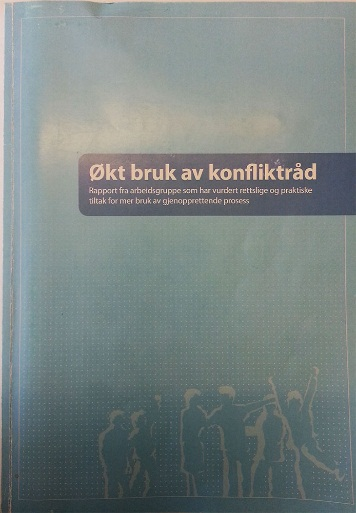 Økt bruk av konfliktråd
Rapport fra arbeidsgruppe som har vurdert rettslige og praktiske
tiltak for mer bruk av gjenopprettende prosess